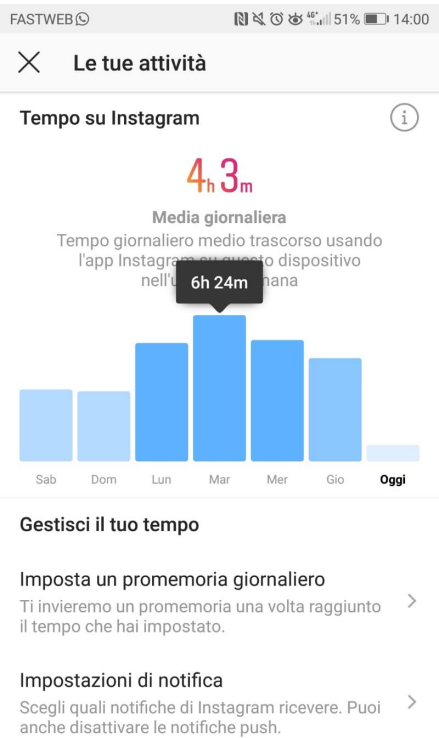 FASTWEB 51% 14:00
Le tue attività
Tempo su Instagram
4h 3m
Media giornaliera
Tempo giornaliero medio trascorso usando
l'app Instagram dispositivo
6h 24m
Sab Dom Lun Mar Mer Gio Oggi
Gestisci il tuo tempo
Imposta un promemoria giornaliero
Ti invieremo un promemoria una volta raggiunto
il tempo che hai impostato.
Impostazioni di notifica
Scegli quali notifiche di Instagram ricevere. Puoi
anche disattivare le notifiche push.